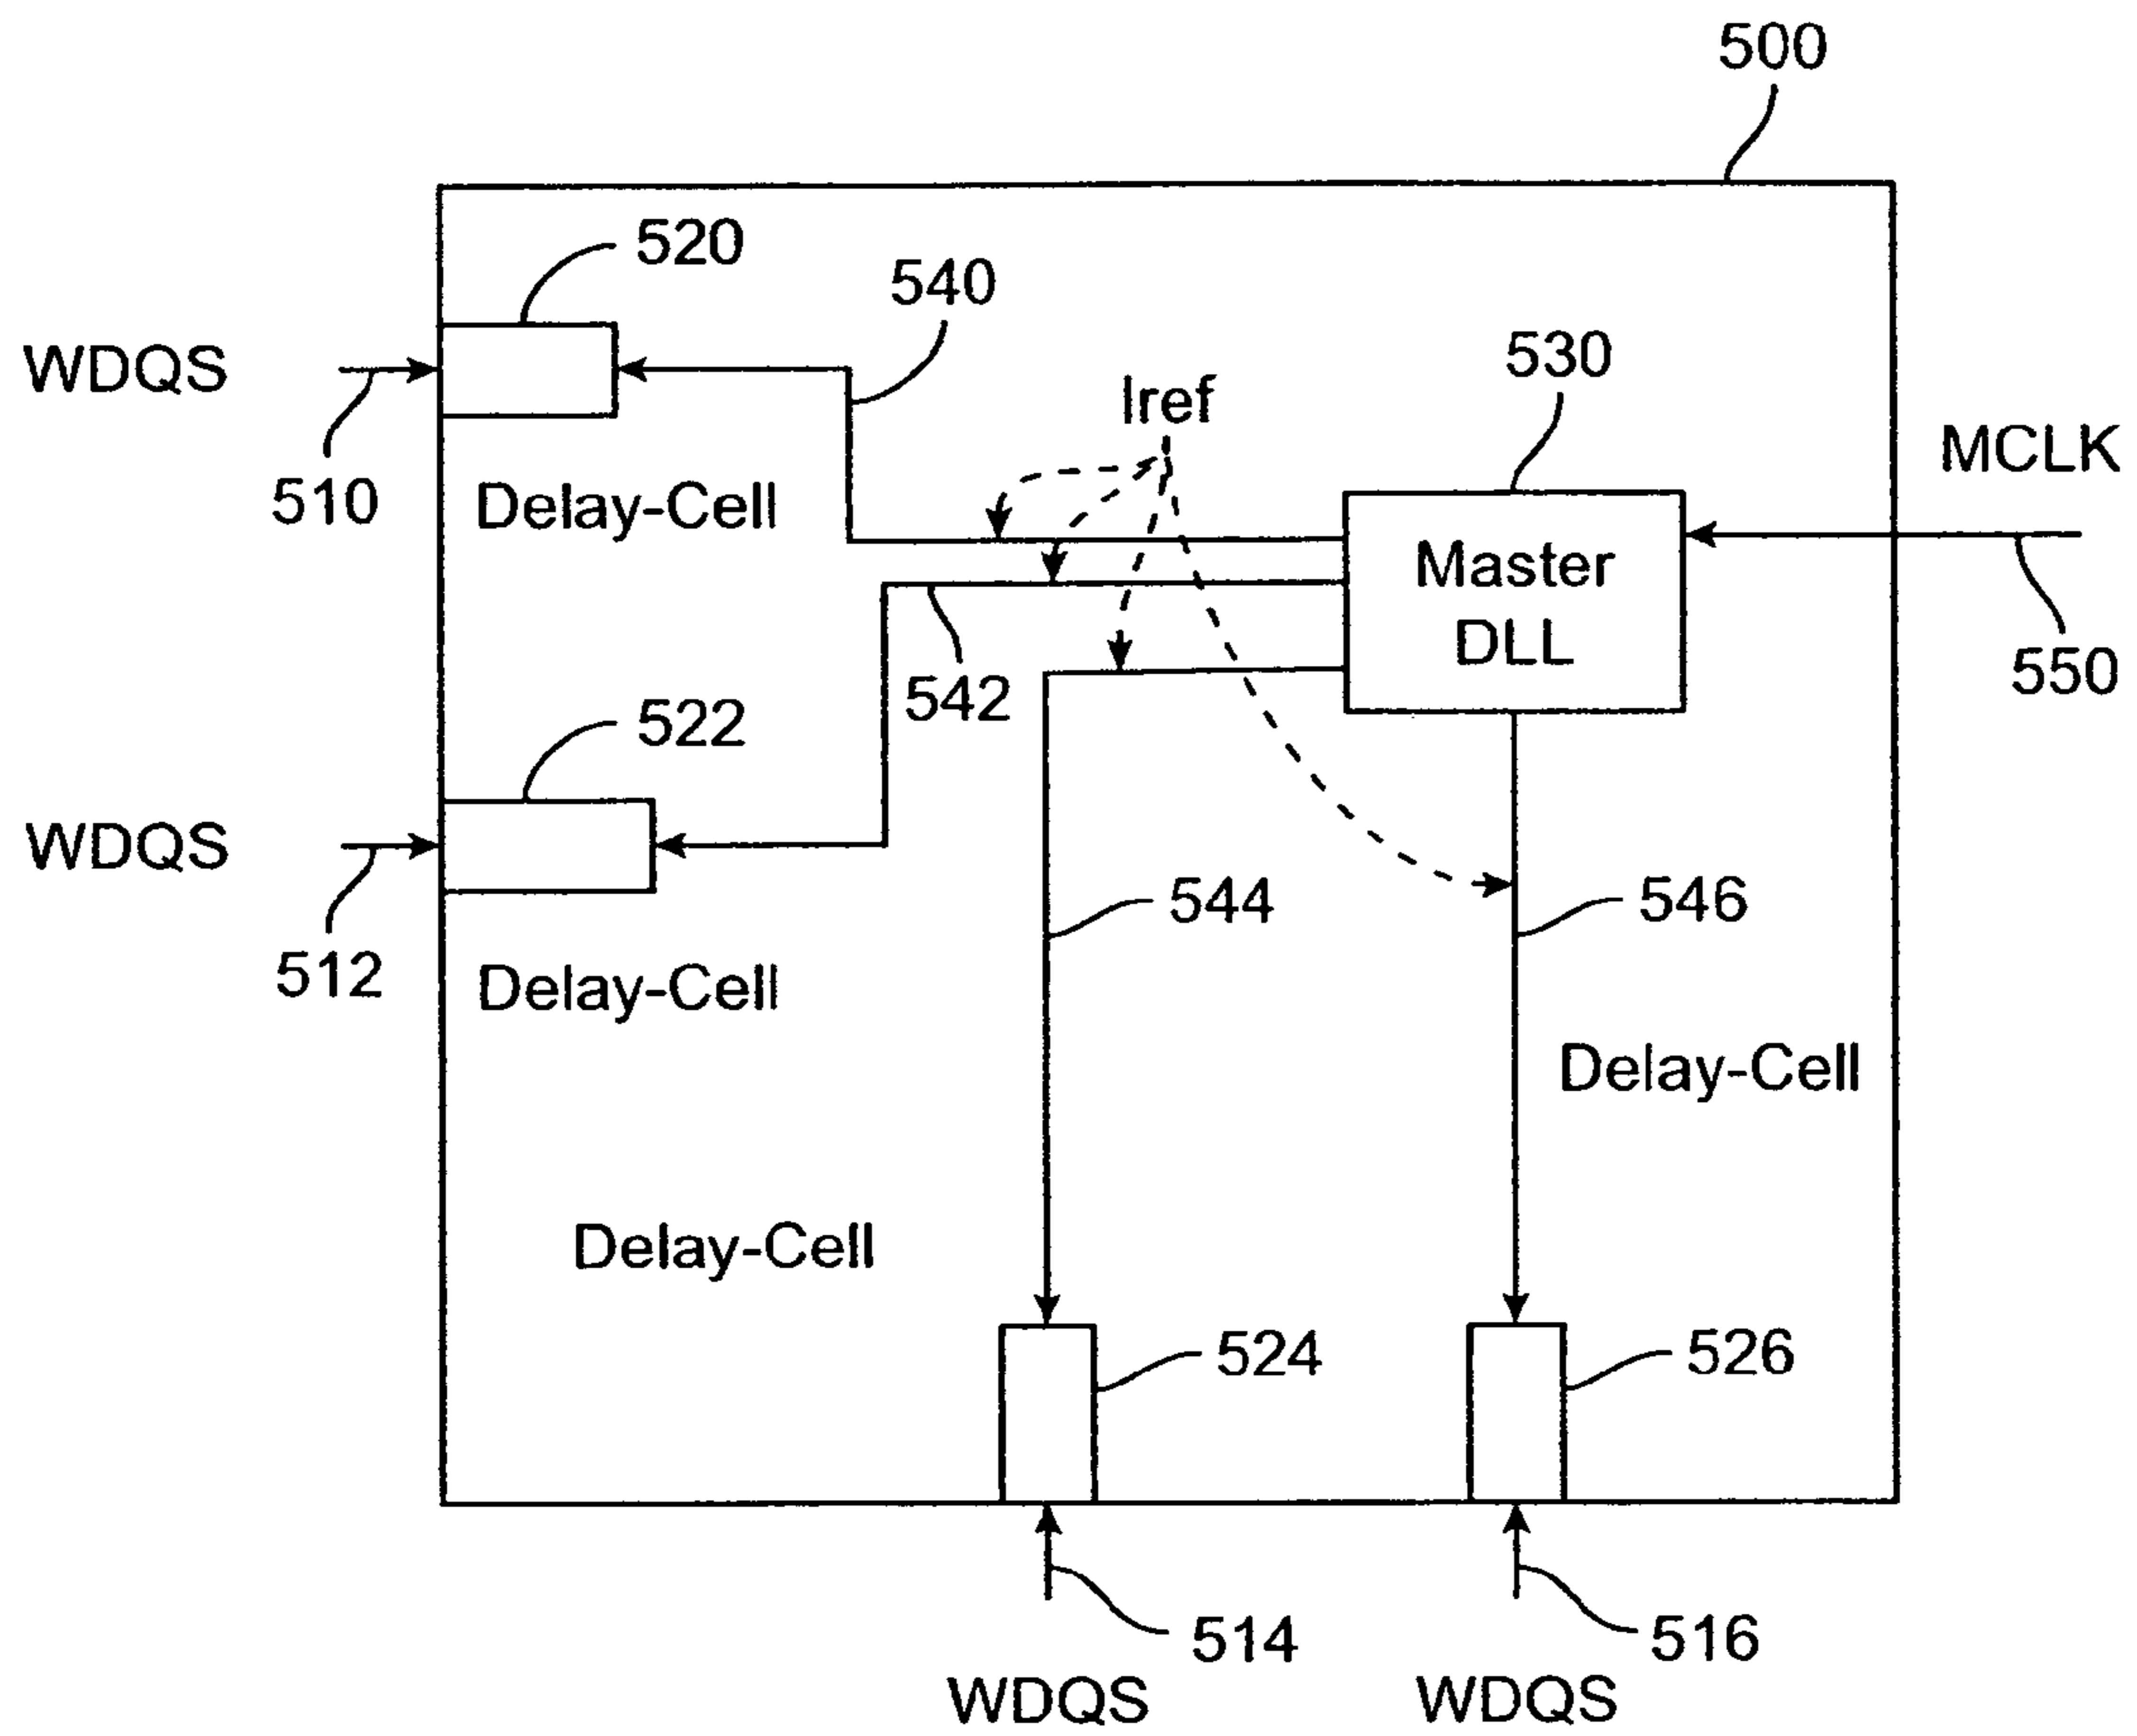 500
520
540
WDQS
530
Iref
MCLK
510
Delay-Cell
Master
DLL
550
542
522
WDQS
544
546
512
Delay-Cell
Delay-Cell
Delay-Cell
524
526
514
516
WDQS
WDQS